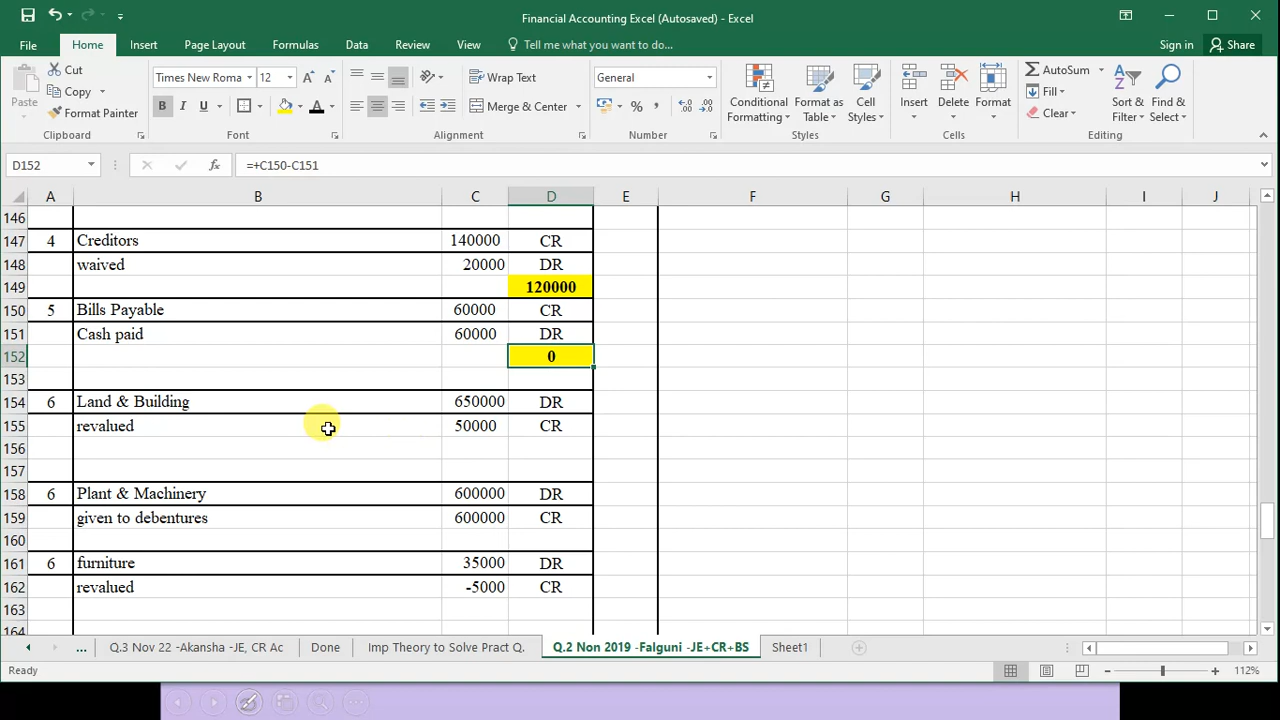 Financial Accounting Excel (Autosaved) - Excel
File Home Insert Page Layout Formulas Data Review View Tell me what you want to do... Sign in Share
Paste
Cut
Copy
Format Painter
Clipboard
Times New Roma 12
B I U
Font
Wrap Text
Merge & Center
Alignment
General
Number
Conditional Formatting
Format as Table
Cell Styles
Styles
Insert Delete Format
Cells
AutoSum
Fill
Clear
Sort & Filter
Find & Select
Editing
D152 fx =+C150-C151
A B C D E F G H I J
146
147 4 Creditors 140000 CR
148 waived 20000 DR
149 120000
150 5 Bills Payable 60000 CR
151 Cash paid 60000 DR
152 0
153
154 6 Land & Building 650000 DR
155 revalued 50000 CR
156
157
158 6 Plant & Machinery 600000 DR
159 given to debentures 600000 CR
160
161 6 furniture 35000 DR
162 revalued -5000 CR
163
164
... Q.3 Nov 22 -Akansha -JE, CR Ac Done Imp Theory to Solve Pract Q. Q.2 Non 2019 -Falguni -JE+CR+BS Sheet1
Ready 112%